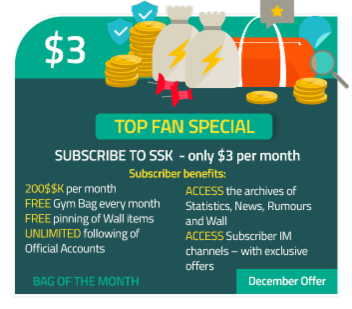 $3
TOP FAN SPECIAL
SUBSCRIBE TO SSK - only $3 per month
Subscriber benefits:
200$$K per month
FREE Gym Bag every month
FREE pinning of Wall items
UNLIMITED following of
Official Accounts
ACCESS the archives of
Statistics, News, Rumours
and Wall
ACCESS Subscriber IM
channels – with exclusive
offers
BAG OF THE MONTH
December Offer